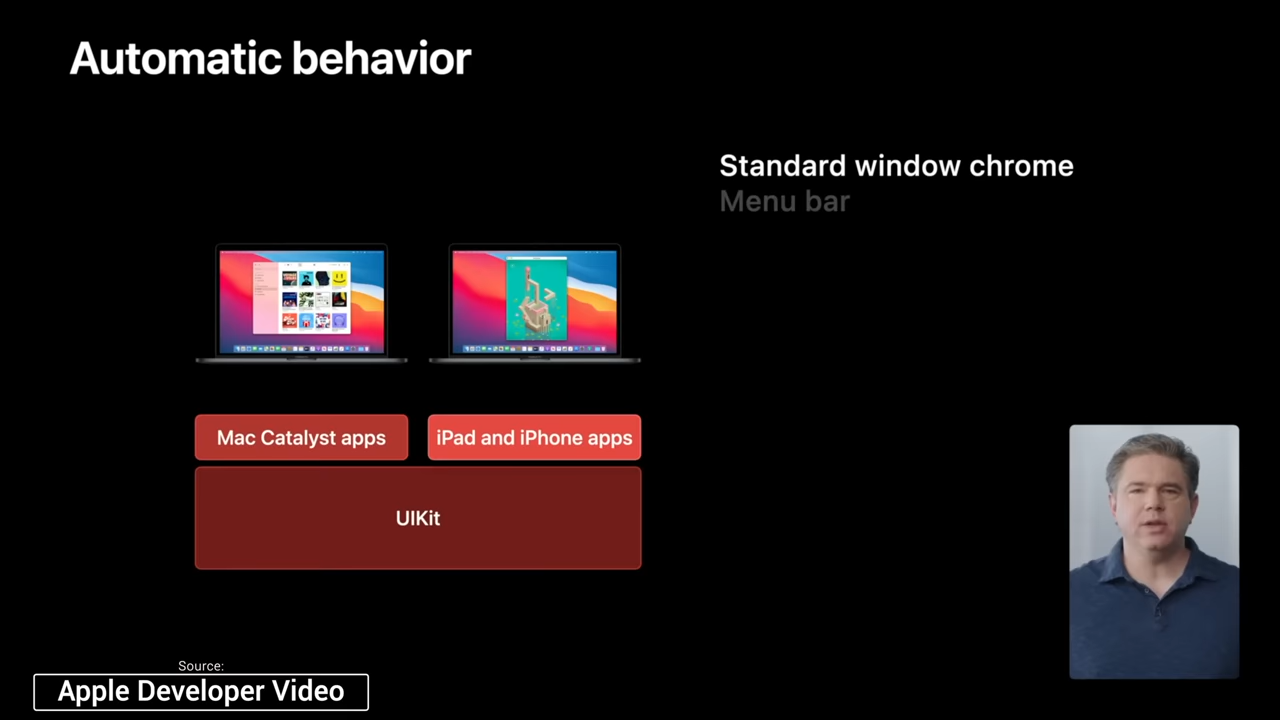 Automatic behavior
Standard window chrome
Menu bar
Mac Catalyst apps
iPad and iPhone apps
UIKit
Source:
Apple Developer Video